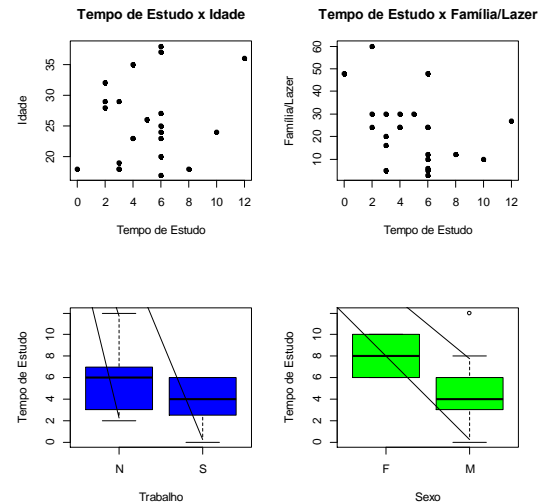 Tempo de Estudo x Idade
Idade
20 25 30 35
0 2 4 6 8 10 12
Tempo de Estudo
Tempo de Estudo x Família/Lazer
Família/Lazer
10 20 30 40 50 60
0 2 4 6 8 10 12
Tempo de Estudo
Tempo de Estudo
0 2 4 6 8 10
N S
Trabalho
Tempo de Estudo
0 2 4 6 8 10
F M
Sexo